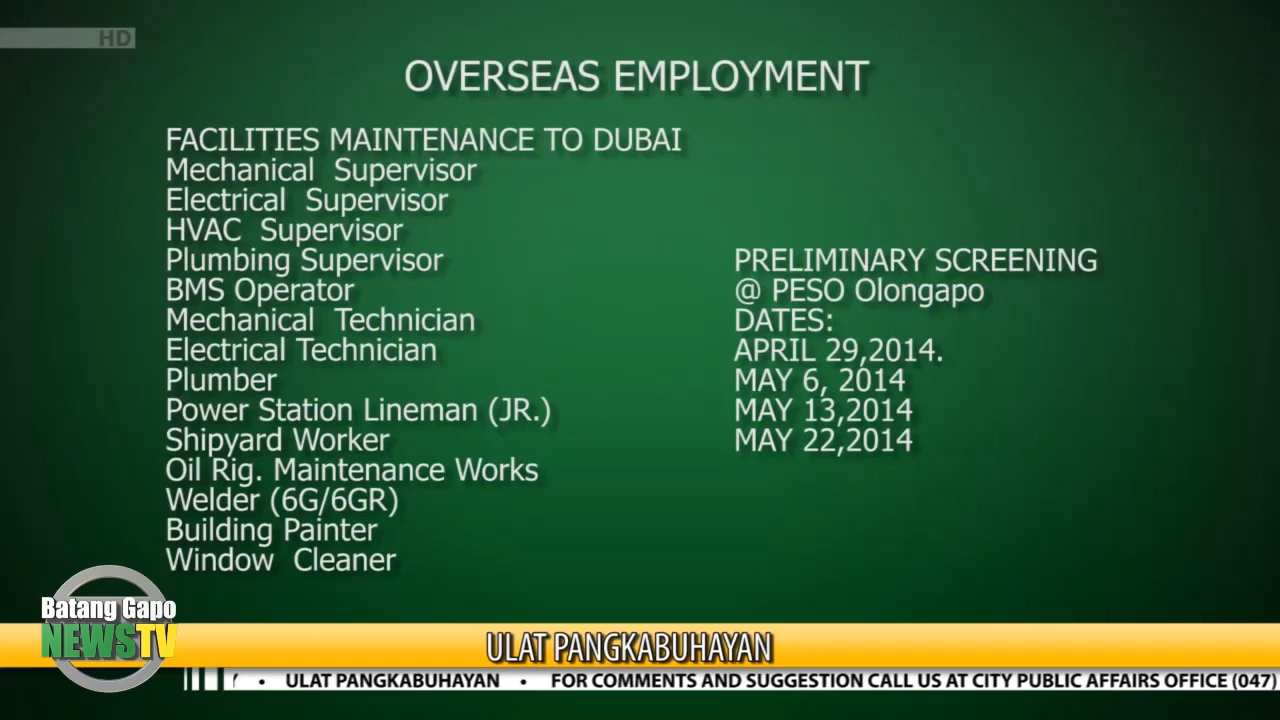 HD
OVERSEAS EMPLOYMENT
FACILITIES MAINTENANCE TO DUBAI
Mechanical Supervisor
Electrical Supervisor
HVAC Supervisor
Plumbing Supervisor
BMS Operator
Mechanical Technician
Electrical Technician
Plumber
Power Station Lineman (JR.)
Shipyard Worker
Oil Rig. Maintenance Works
Welder (6G/6GR)
Building Painter
Window Cleaner
PRELIMINARY SCREENING
@ PESO Olongapo
DATES:
APRIL 29,2014.
MAY 6, 2014
MAY 13,2014
MAY 22,2014
Batang Gapo
NEWSTV
ULAT PANGKABUHAYAN
• ULAT PANGKABUHAYAN • FOR COMMENTS AND SUGGESTION CALL US AT CITY PUBLIC AFFAIRS OFFICE (047)